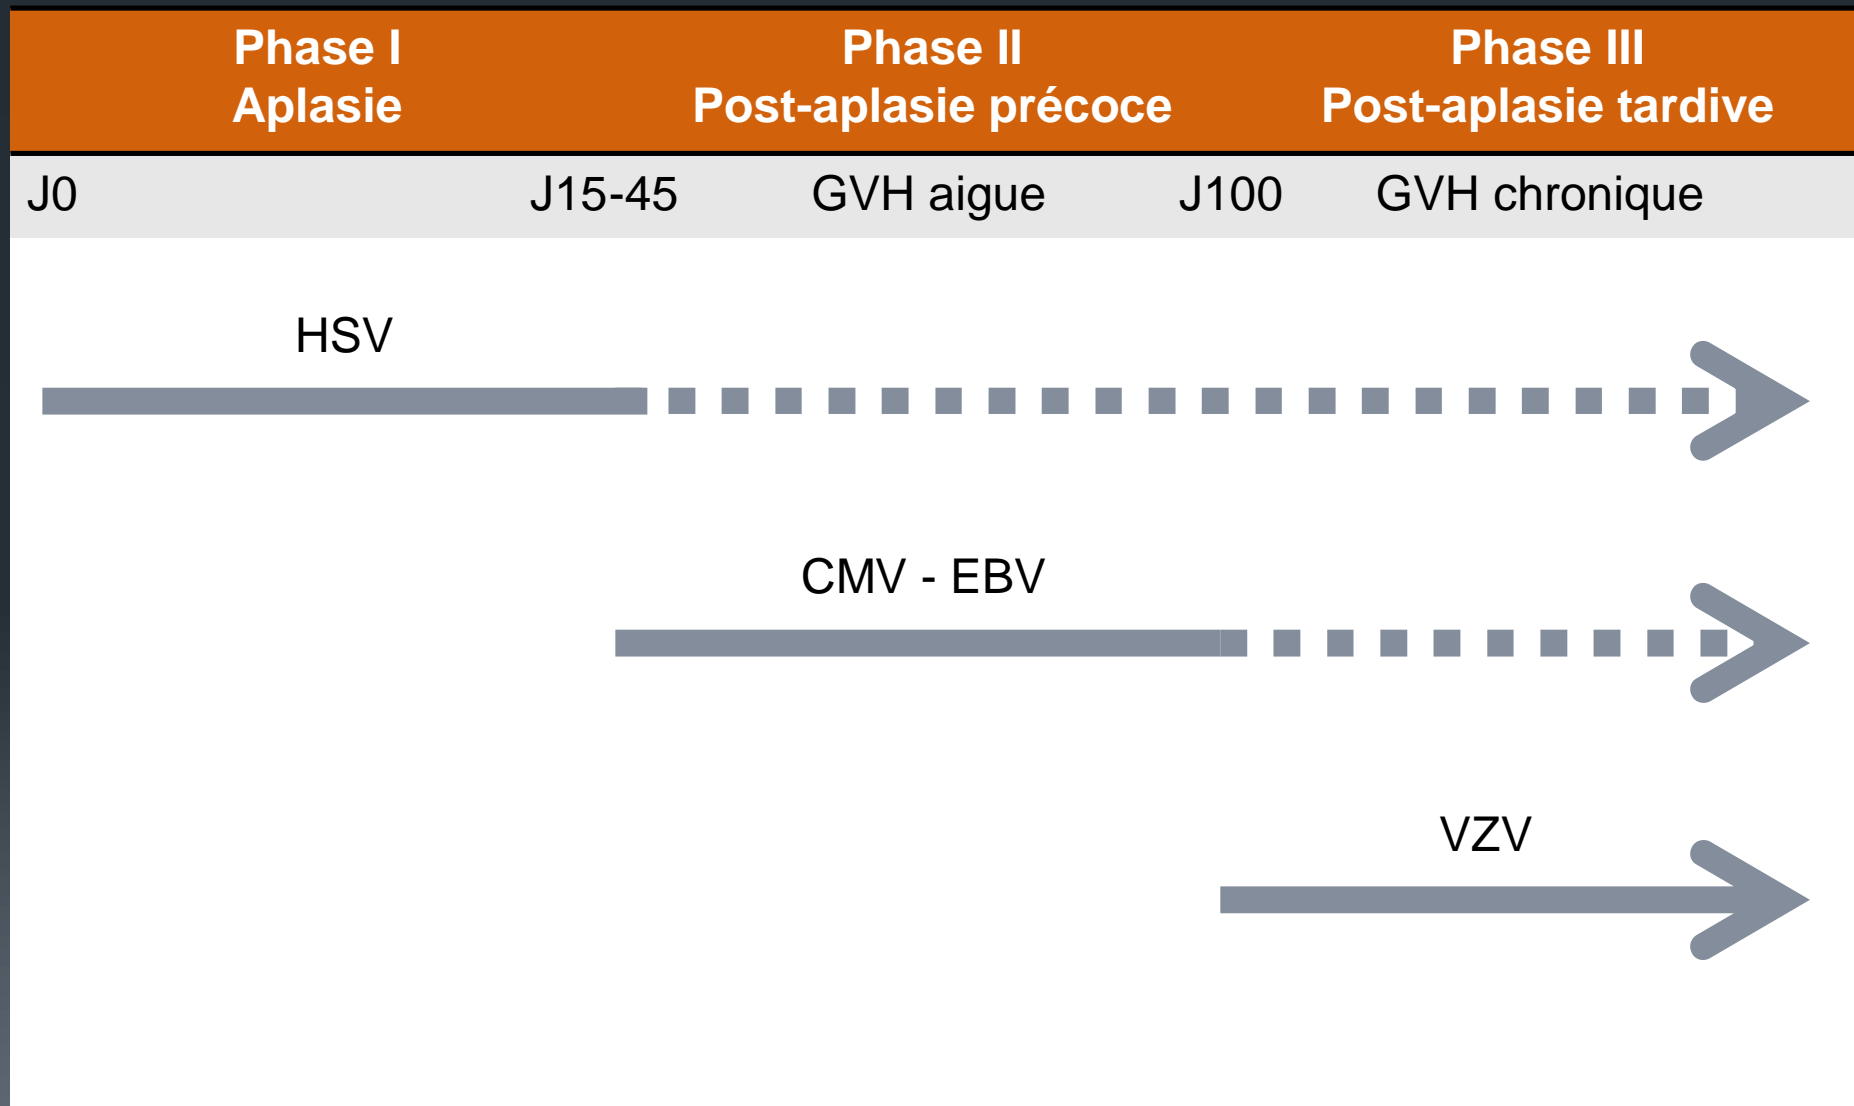 Phase I
Aplasie
Phase II
Post-aplasie précoce
Phase III
Post-aplasie tardive
J0 J15-45 GVH aigue J100 GVH chronique
HSV
CMV - EBV
VZV